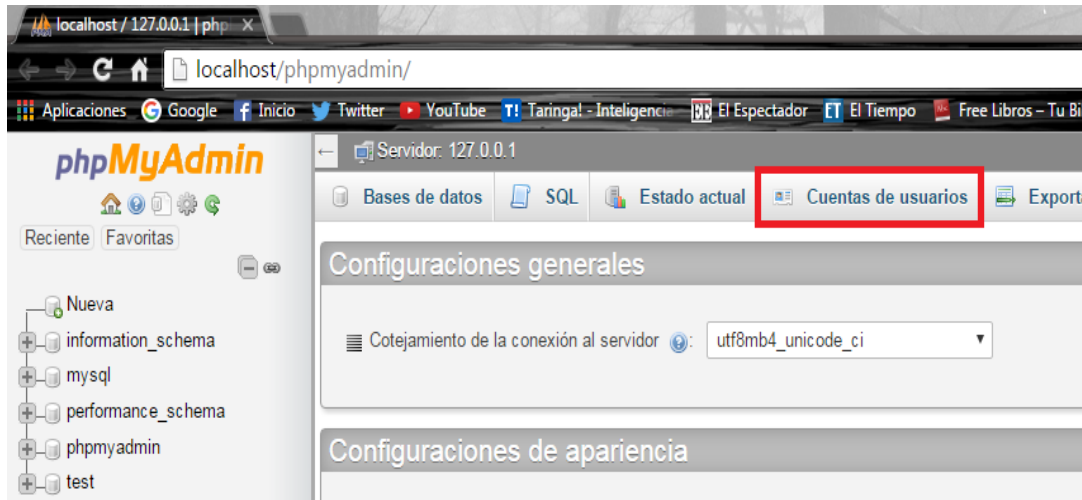 localhost / 127.0.0.1 | php
localhost/phpmyadmin/
Aplicaciones Google Inicio Twitter YouTube T! Taringa! - Inteligencia El Espectador ET El Tiempo Free Libros – Tu Bi
phpMyAdmin
Reciente Favoritas
Nueva
information_schema
mysql
performance_schema
phpmyadmin
test
Servidor: 127.0.0.1
Bases de datos SQL Estado actual Cuentas de usuarios Export
Configuraciones generales
Cotejamiento de la conexión al servidor : utf8mb4_unicode_ci
Configuraciones de apariencia